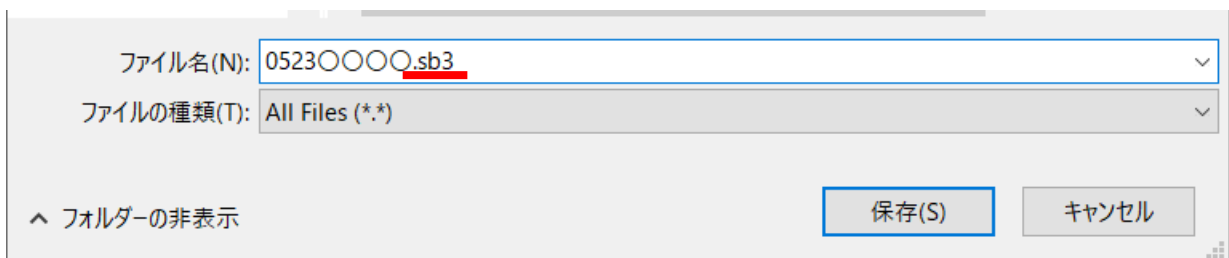 ファイル名(N): 0523〇〇〇〇.sb3
ファイルの種類(T): All Files (*.*)
フォルダーの非表示 保存(S) キャンセル